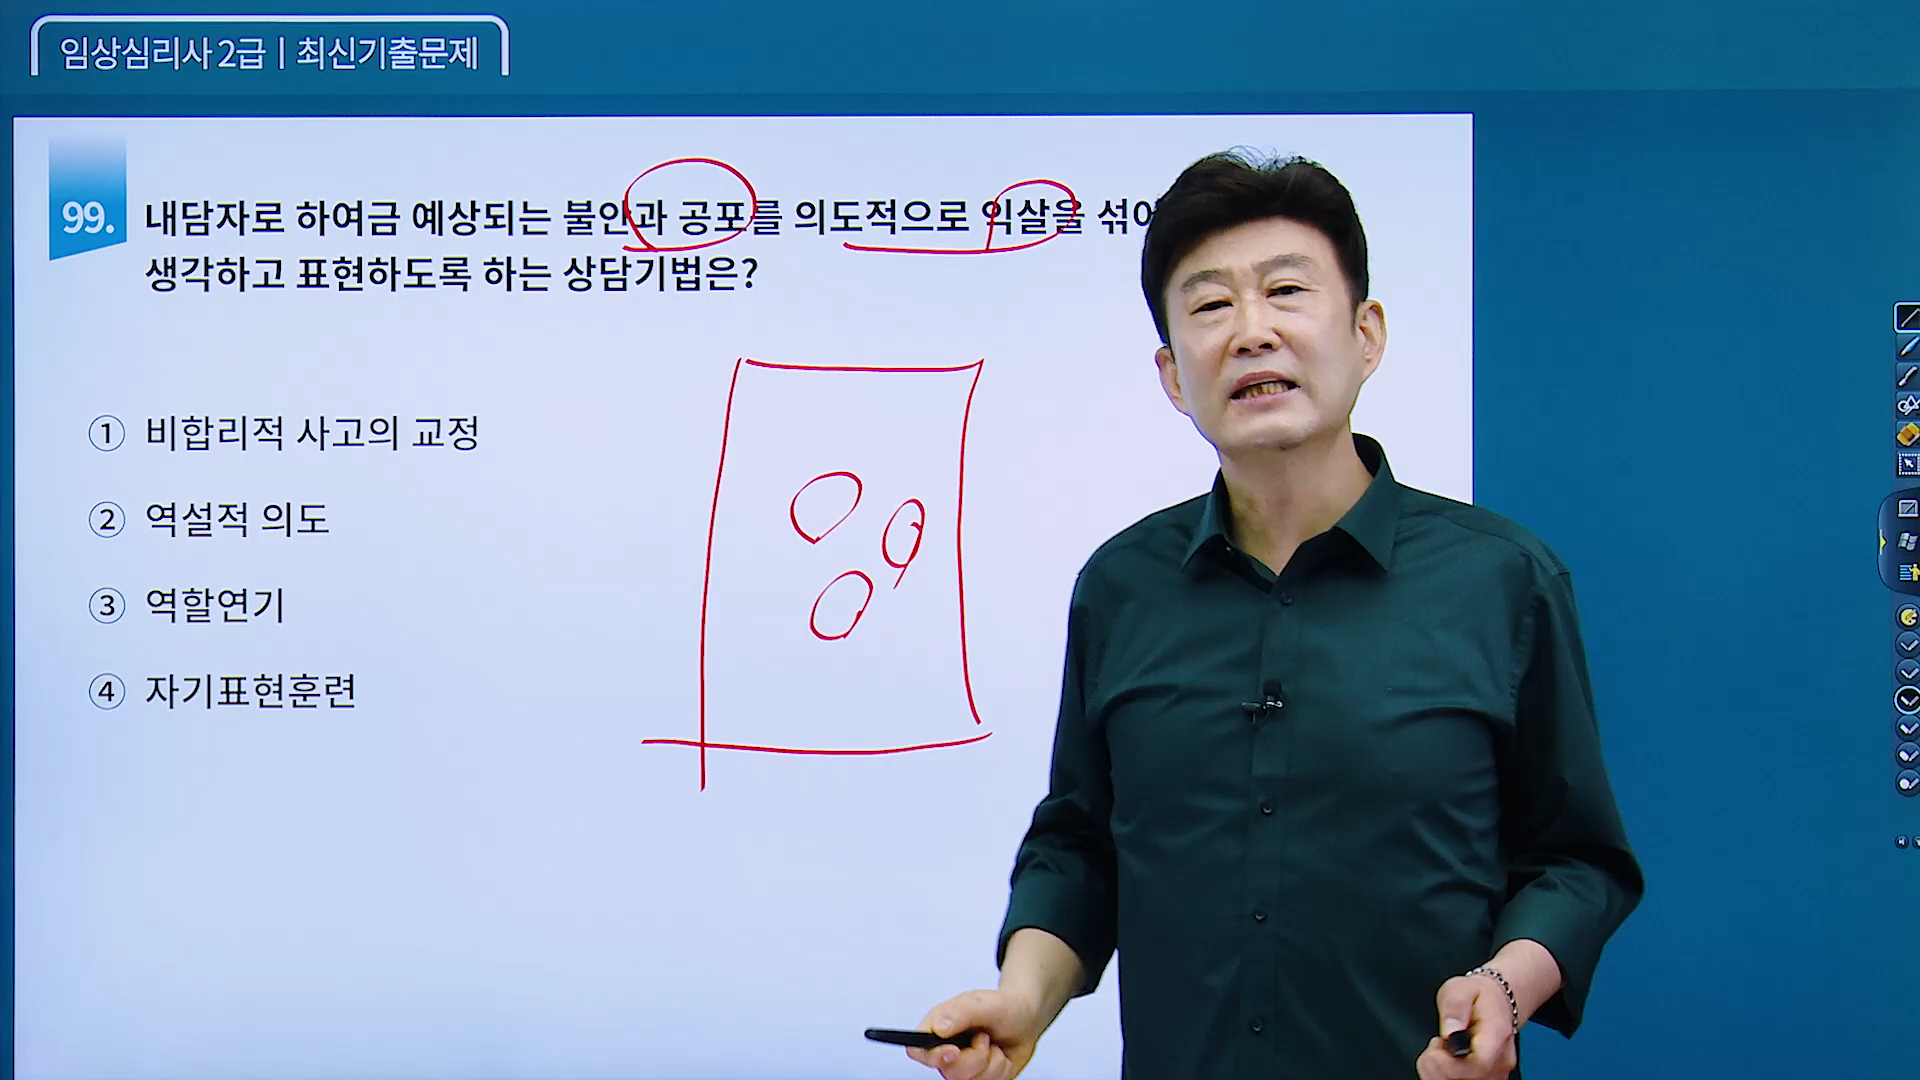 임상심리사 2급 | 최신기출문제
99.
내담자로 하여금 예상되는 불안과 공포를 의도적으로 익살을 섞어
생각하고 표현하도록 하는 상담기법은?
① 비합리적 사고의 교정
② 역설적 의도
③ 역할연기
④ 자기표현훈련